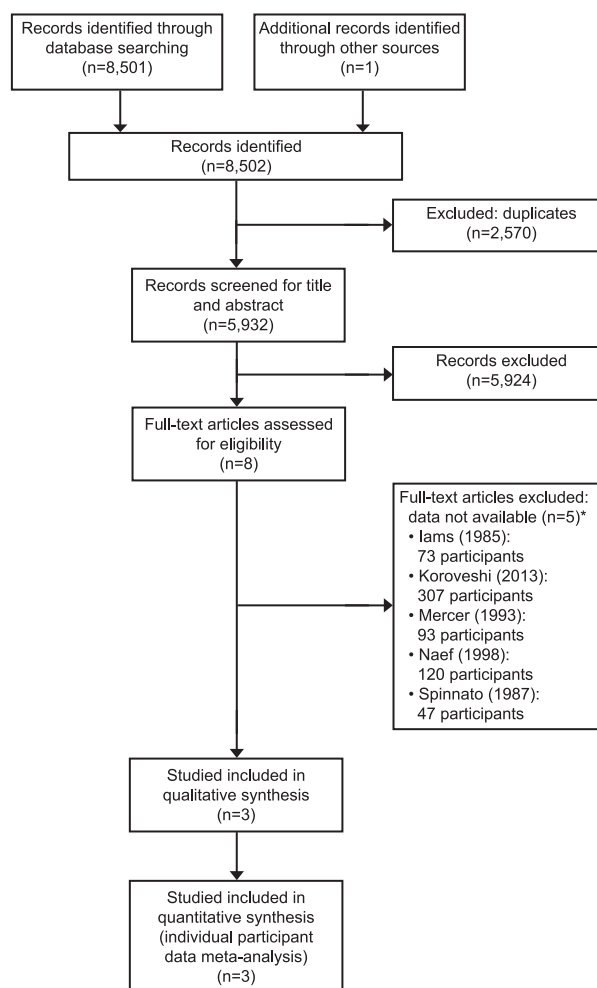 Records identified through
database searching
(n=8,501)
Additional records identified
through other sources
(n=1)
Records identified
(n=8,502)
Excluded: duplicates
(n=2,570)
Records screened for title
and abstract
(n=5,932)
Records excluded
(n=5,924)
Full-text articles assessed
for eligibility
(n=8)
Full-text articles excluded:
data not available (n=5)*
• Iams (1985):
73 participants
• Koroveshi (2013):
307 participants
• Mercer (1993):
93 participants
• Naef (1998):
120 participants
• Spinnato (1987):
47 participants
Studied included in
qualitative synthesis
(n=3)
Studied included in
quantitative synthesis
(individual participant
data meta-analysis)
(n=3)